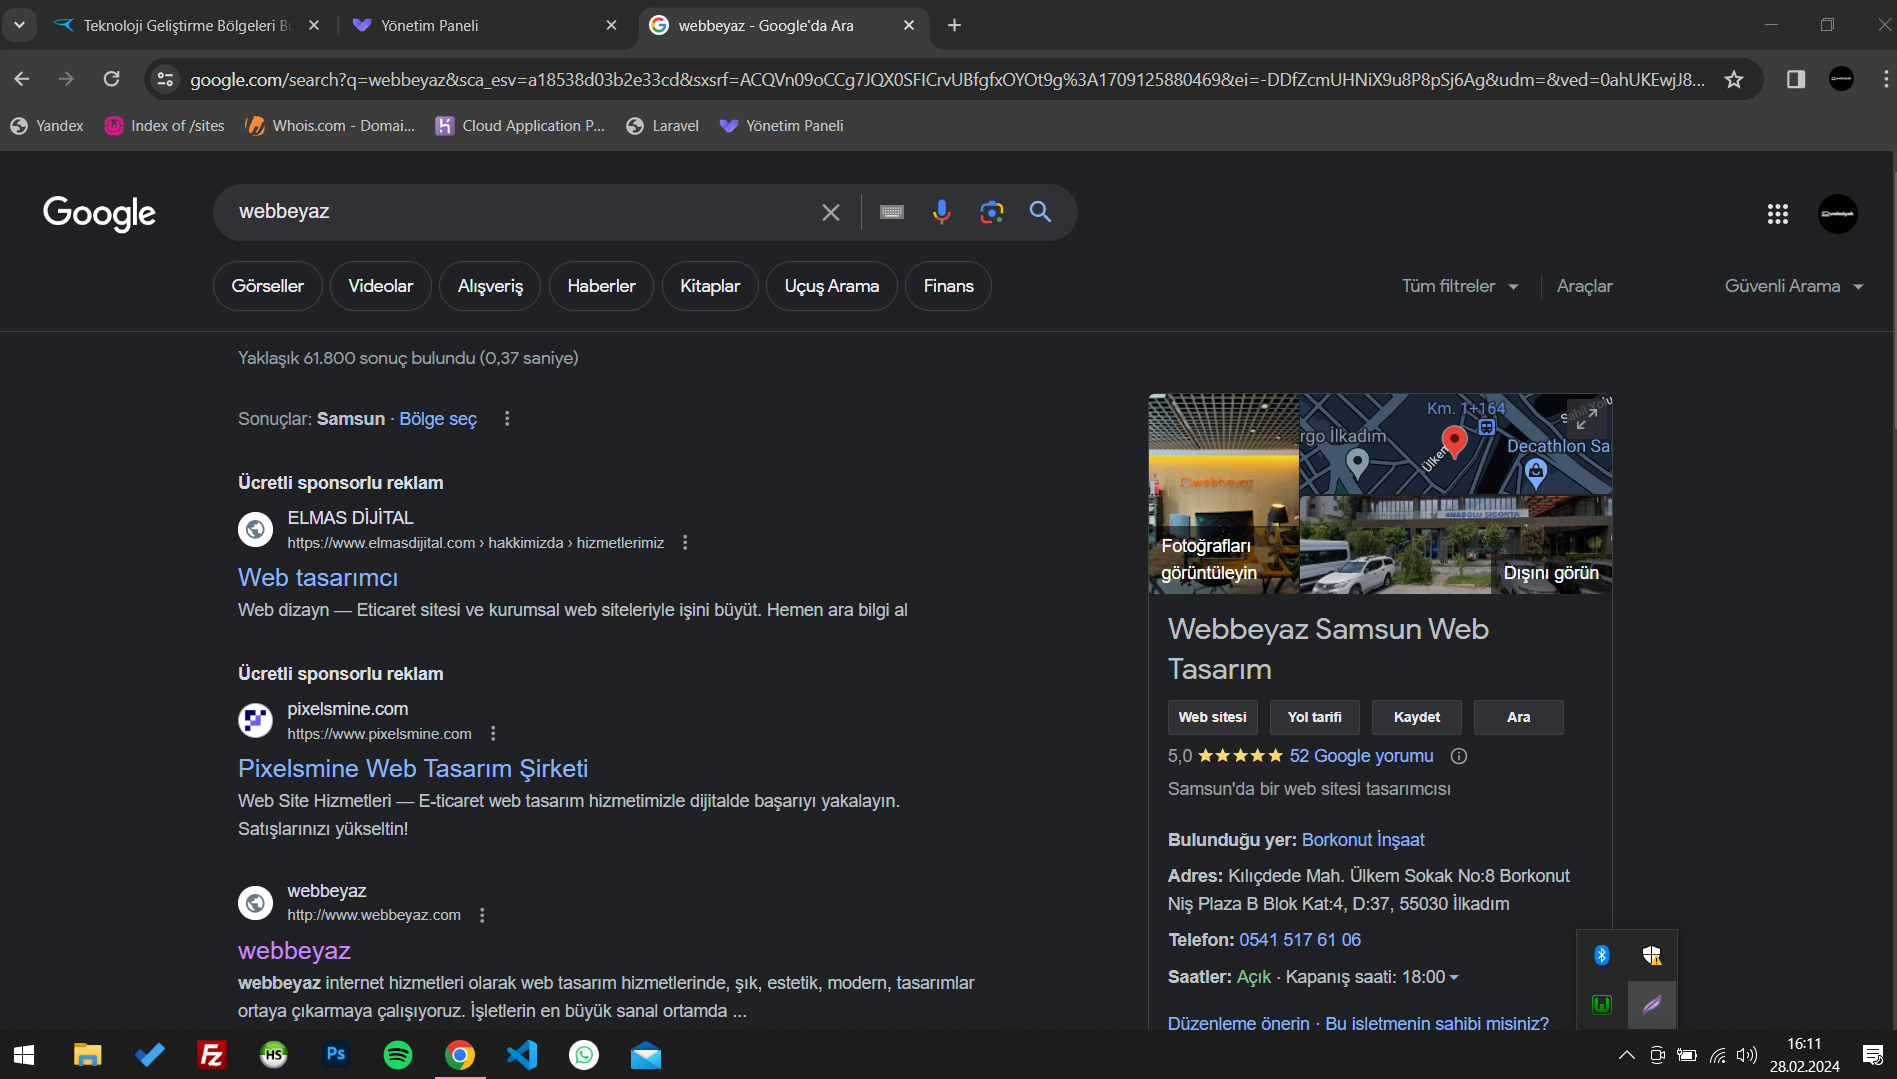 Teknoloji Geliştirme Bölgeleri B
Yönetim Paneli
webbeyaz - Google'da Ara
google.com/search?q=webbeyaz&sca_esv=a18538d03b2e33cd&sxsrf=ACQVn09oCCg7JQX0SFICrvUBfgfxOYOt9g%3A1709125880469&ei=-DDfZcmUHNiX9u8P8pSj6Ag&udm=&ved=0ahUKEwjJ8...
Yandex
Index of /sites
Whois.com - Domai...
Cloud Application P...
Laravel
Yönetim Paneli
Google
webbeyaz
Görseller
Videolar
Alışveriş
Haberler
Kitaplar
Uçuş Arama
Finans
Tüm filtreler
Araçlar
Güvenli Arama
Yaklaşık 61.800 sonuç bulundu (0,37 saniye)
Sonuçlar: Samsun · Bölge seç
Ücretli sponsorlu reklam
ELMAS DİJİTAL
https://www.elmasdijital.com › hakkimizda › hizmetlerimiz
Web tasarımcı
Web dizayn — Eticaret sitesi ve kurumsal web siteleriyle işini büyüt. Hemen ara bilgi al
Ücretli sponsorlu reklam
pixelsmine.com
https://www.pixelsmine.com
Pixelsmine Web Tasarım Şirketi
Web Site Hizmetleri — E-ticaret web tasarım hizmetimizle dijitalde başarıyı yakalayın.
Satışlarınızı yükseltin!
webbeyaz
http://www.webbeyaz.com
webbeyaz
webbeyaz internet hizmetleri olarak web tasarım hizmetlerinde, şık, estetik, modern, tasarımlar
ortaya çıkarmaya çalışıyoruz. İşletlerin en büyük sanal ortamda ...
webbeyaz
Fotoğrafları
görüntüleyin
Km. 1+164
rgo İlkadım
Ülken
Decathlon Sa
ANADOLU SİGORTA
Dışını görün
Webbeyaz Samsun Web
Tasarım
Web sitesi
Yol tarifi
Kaydet
Ara
5,0 ★★★★★ 52 Google yorumu
Samsun'da bir web sitesi tasarımcısı
Bulunduğu yer: Borkonut İnşaat
Adres: Kılıçdede Mah. Ülkem Sokak No:8 Borkonut
Niş Plaza B Blok Kat:4, D:37, 55030 İlkadım
Telefon: 0541 517 61 06
Saatler: Açık · Kapanış saati: 18:00
Düzenleme önerin · Bu işletmenin sahibi misiniz?
Fz
HS
Ps
16:11
28.02.2024